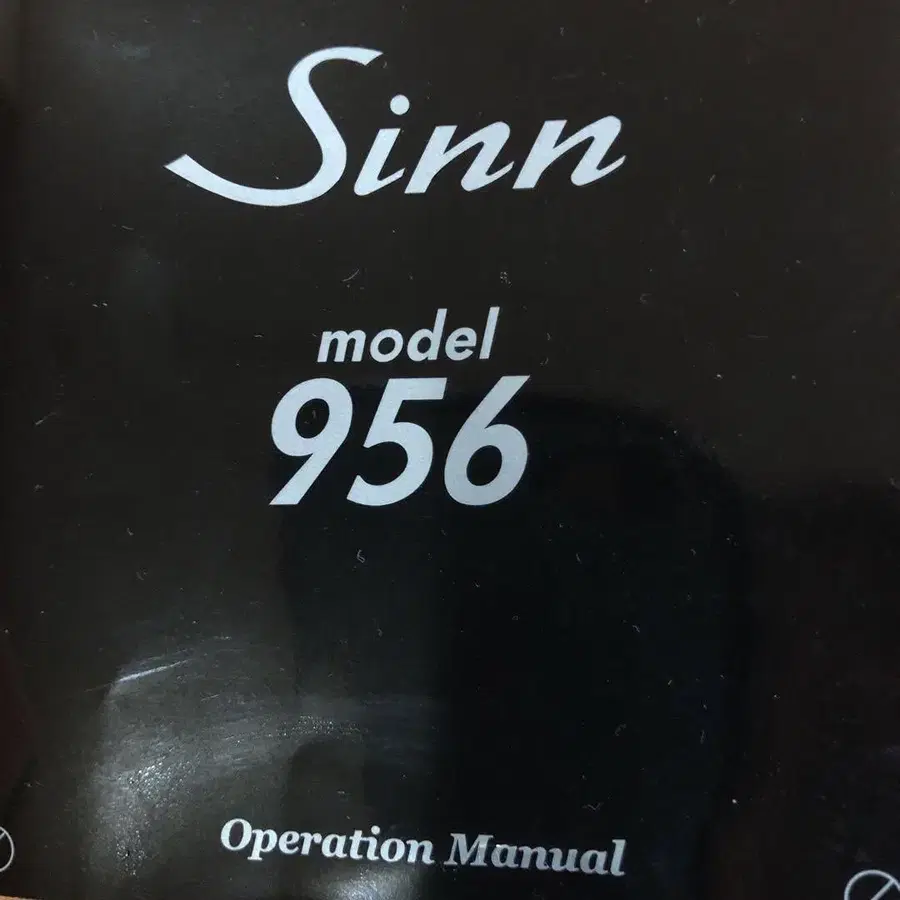 Sinn
model
956
Operation Manual